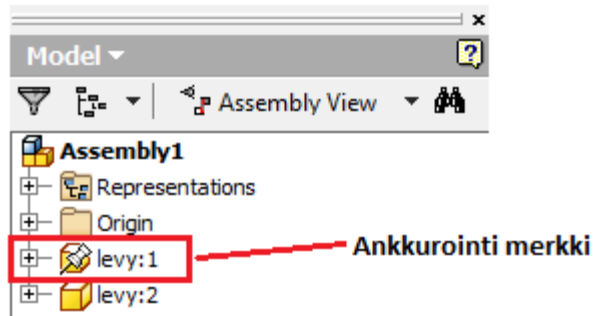 Model
Assembly View
Assembly1
Representations
Origin
levy:1
Ankkurointi merkki
levy:2